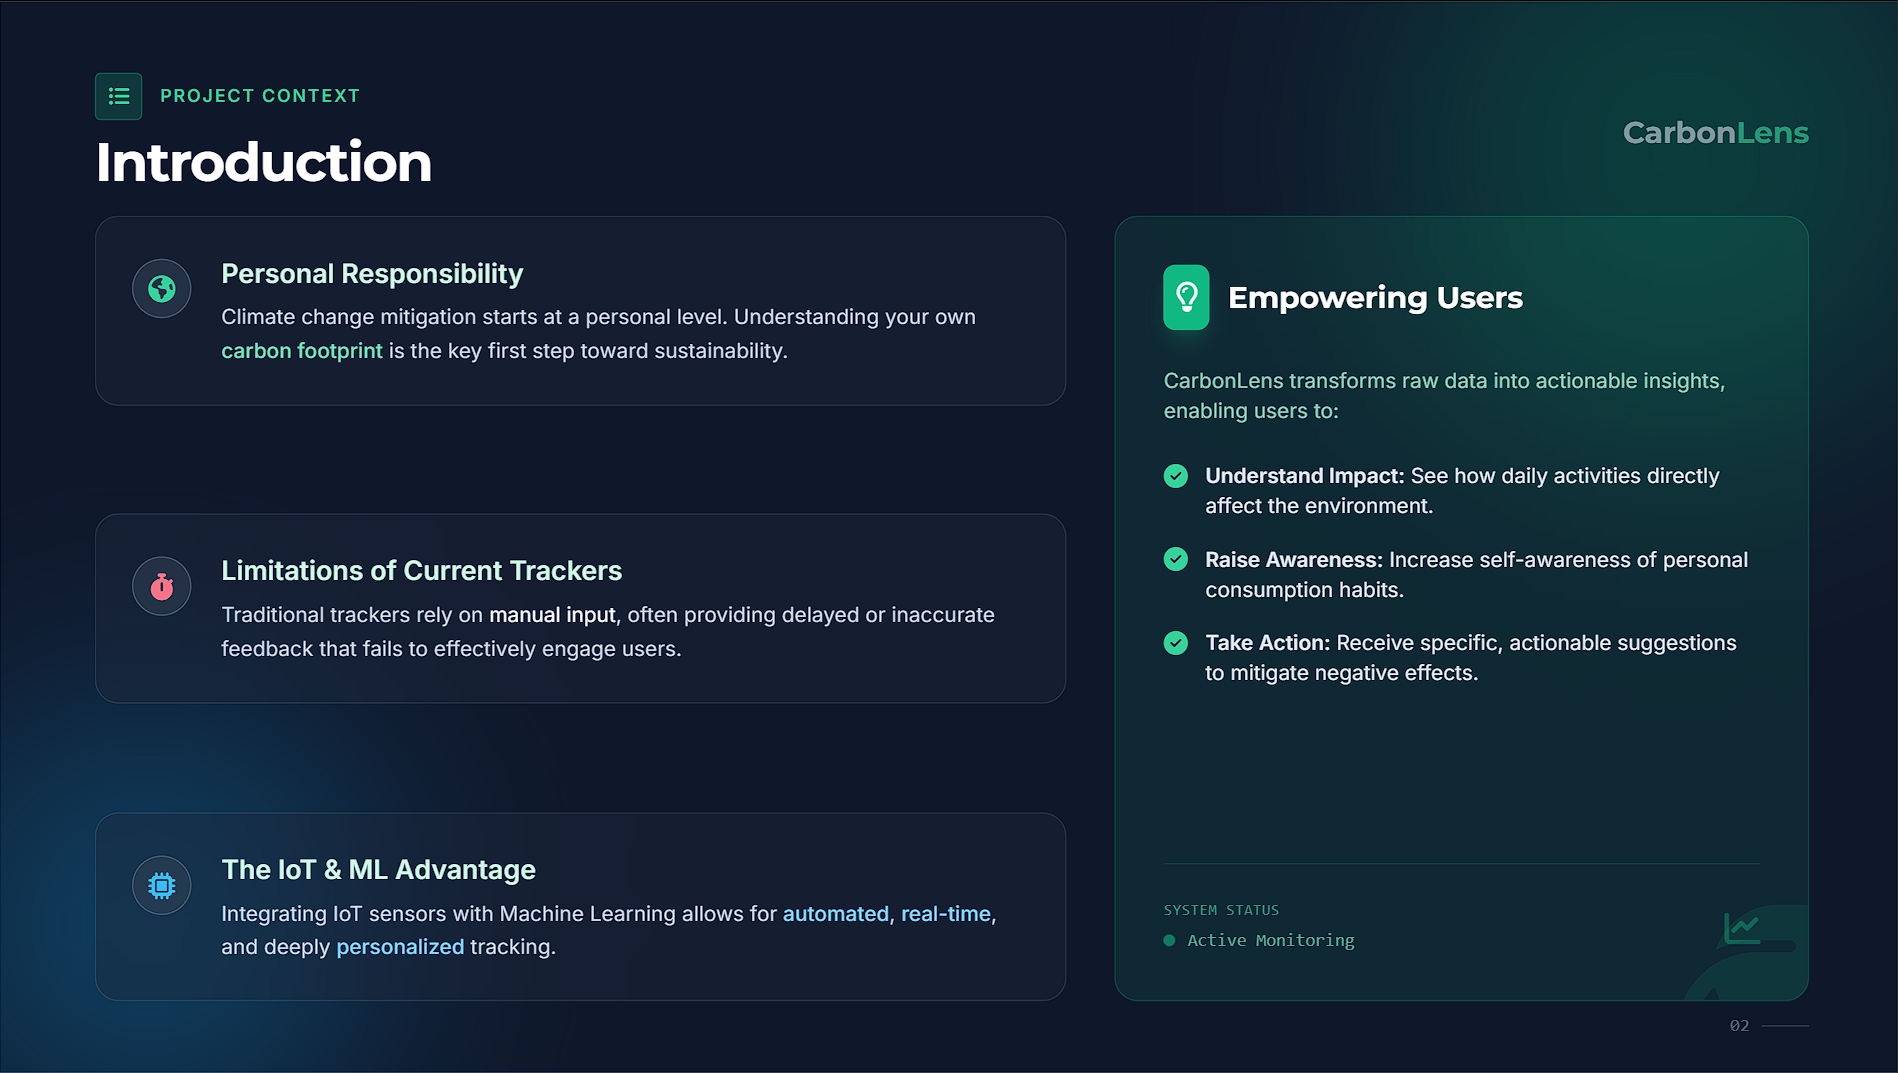 PROJECT CONTEXT
Introduction
CarbonLens
Personal Responsibility
Climate change mitigation starts at a personal level. Understanding your own
carbon footprint is the key first step toward sustainability.
Limitations of Current Trackers
Traditional trackers rely on manual input, often providing delayed or inaccurate
feedback that fails to effectively engage users.
The IoT & ML Advantage
Integrating IoT sensors with Machine Learning allows for automated, real-time,
and deeply personalized tracking.
Empowering Users
CarbonLens transforms raw data into actionable insights,
enabling users to:
Understand Impact: See how daily activities directly
affect the environment.
Raise Awareness: Increase self-awareness of personal
consumption habits.
Take Action: Receive specific, actionable suggestions
to mitigate negative effects.
SYSTEM STATUS
Active Monitoring
02